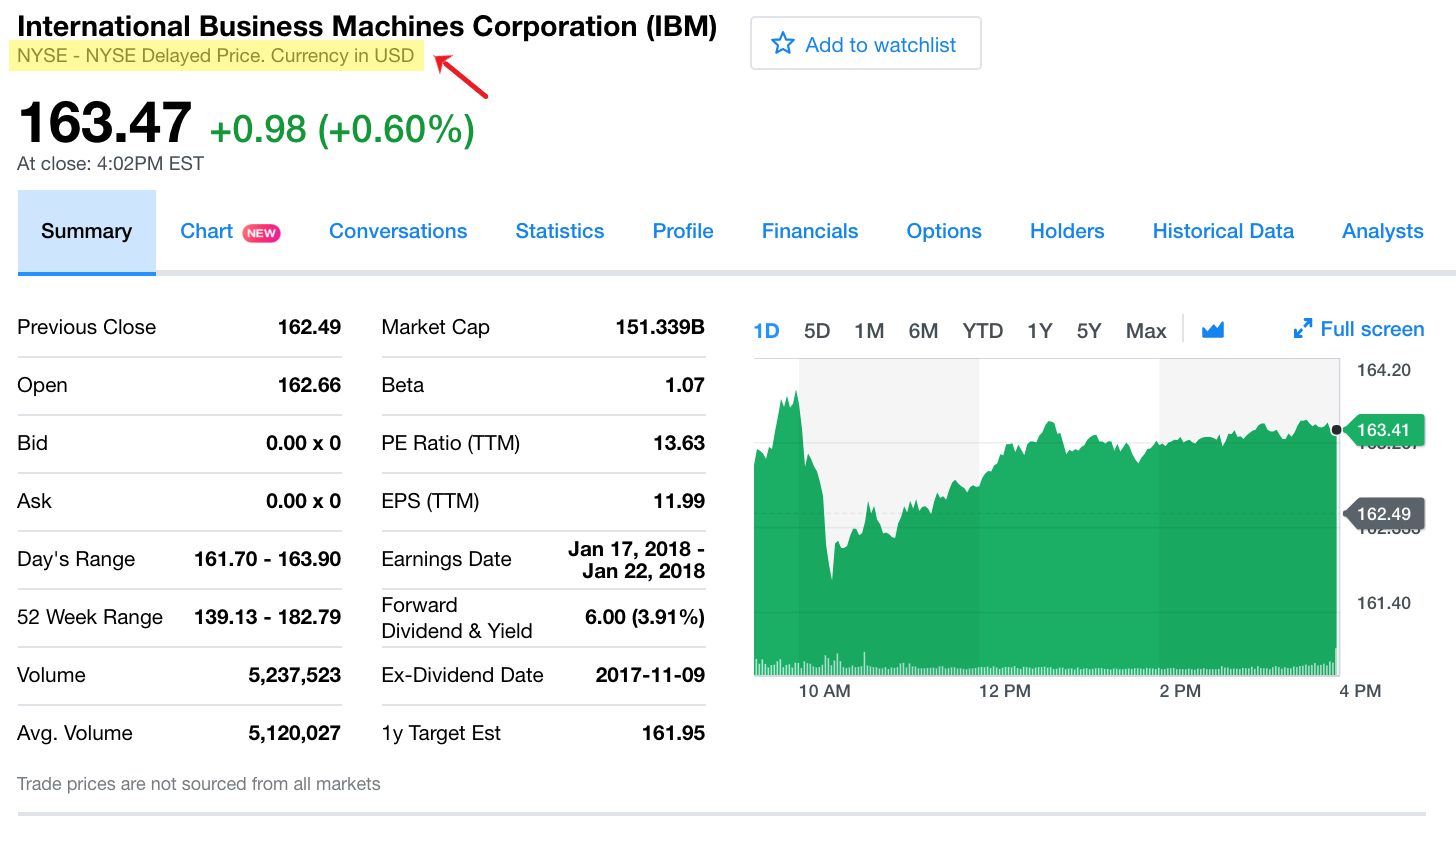 International Business Machines Corporation (IBM)
NYSE - NYSE Delayed Price. Currency in USD
Add to watchlist
163.47 +0.98 (+0.60%)
At close: 4:02PM EST
Summary Chart NEW Conversations Statistics Profile Financials Options Holders Historical Data Analysts
Previous Close 162.49
Open 162.66
Bid 0.00 x 0
Ask 0.00 x 0
Day's Range 161.70 - 163.90
52 Week Range 139.13 - 182.79
Volume 5,237,523
Avg. Volume 5,120,027
Market Cap 151.339B
Beta 1.07
PE Ratio (TTM) 13.63
EPS (TTM) 11.99
Earnings Date Jan 17, 2018 -
Jan 22, 2018
Forward
Dividend & Yield 6.00 (3.91%)
Ex-Dividend Date 2017-11-09
1y Target Est 161.95
1D 5D 1M 6M YTD 1Y 5Y Max Full screen
164.20
163.41
162.49
161.40
10 AM 12 PM 2 PM 4 PM
Trade prices are not sourced from all markets